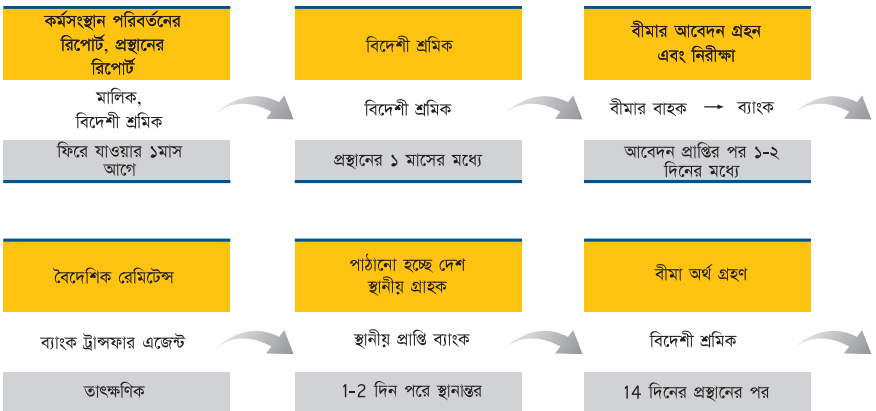 কর্মসংস্থান পরিবর্তনের
রিপোর্ট, প্রস্থানের
রিপোর্ট
মালিক,
বিদেশী শ্রমিক
ফিরে যাওয়ার ১মাস
আগে
বিদেশী শ্রমিক
বিদেশী শ্রমিক
প্রস্থানের ১ মাসের মধ্যে
বীমার আবেদন গ্রহন
এবং নিরীক্ষা
বীমার বাহক → ব্যাংক
আবেদন প্রাপ্তির পর ১-২
দিনের মধ্যে
বৈদেশিক রেমিটেন্স
ব্যাংক ট্রান্সফার এজেন্ট
তাৎক্ষণিক
পাঠানো হচ্ছে দেশ
স্থানীয় গ্রাহক
স্থানীয় প্রাপ্তি ব্যাংক
1-2 দিন পরে স্থানান্তর
বীমা অর্থ গ্রহণ
বিদেশী শ্রমিক
14 দিনের প্রস্থানের পর